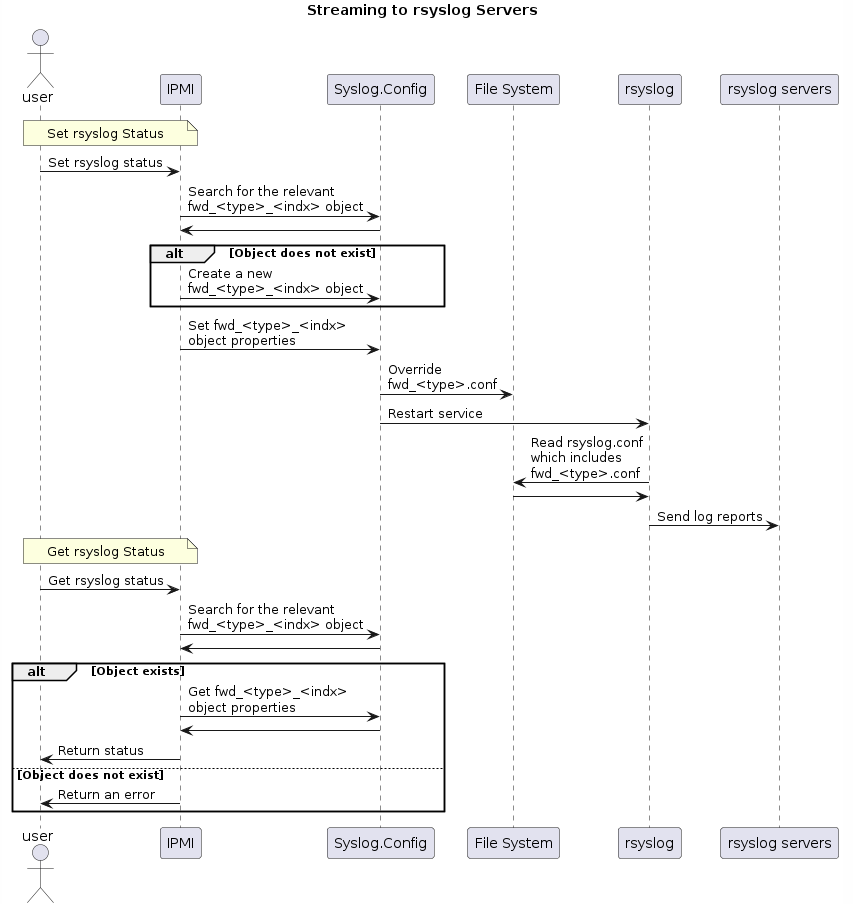 Streaming to rsyslog Servers
user
IPMI
Syslog.Config
File System
rsyslog
rsyslog servers
Set rsyslog Status
Set rsyslog status
Search for the relevant
fwd_<type>_<indx> object
alt
[Object does not exist]
Create a new
fwd_<type>_<indx> object
Set fwd_<type>_<indx>
object properties
Override
fwd_<type>.conf
Restart service
Read rsyslog.conf
which includes
fwd_<type>.conf
Send log reports
Get rsyslog Status
Get rsyslog status
Search for the relevant
fwd_<type>_<indx> object
alt
[Object exists]
Get fwd_<type>_<indx>
object properties
Return status
[Object does not exist]
Return an error
user
IPMI
Syslog.Config
File System
rsyslog
rsyslog servers